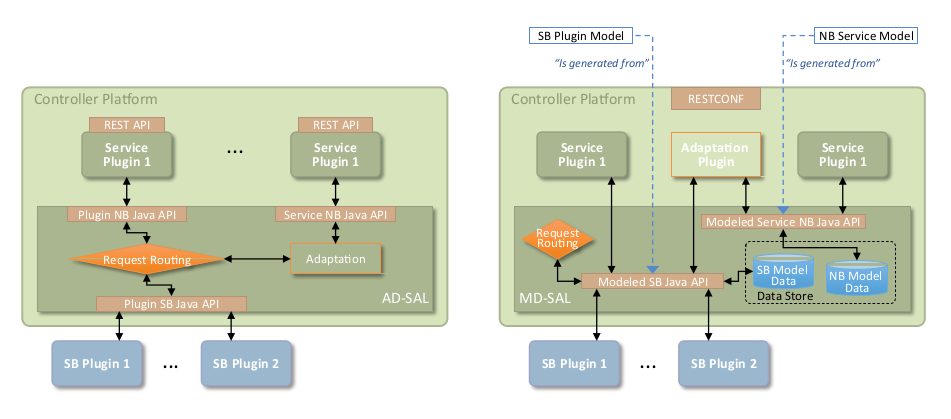 SB Plugin Model
NB Service Model
“Is generated from”
“Is generated from”
Controller Platform
REST API
Service
Plugin 1
...
REST API
Service
Plugin 1
Plugin NB Java API
Service NB Java API
Request Routing
Adaptation
Plugin SB Java API
AD-SAL
SB Plugin 1
...
SB Plugin 2
Controller Platform
RESTCONF
Service
Plugin 1
Adaptation
Plugin
Service
Plugin 1
Modeled Service NB Java API
Request
Routing
SB Model
Data
NB Model
Data
Data Store
Modeled SB Java API
MD-SAL
SB Plugin 1
...
SB Plugin 2